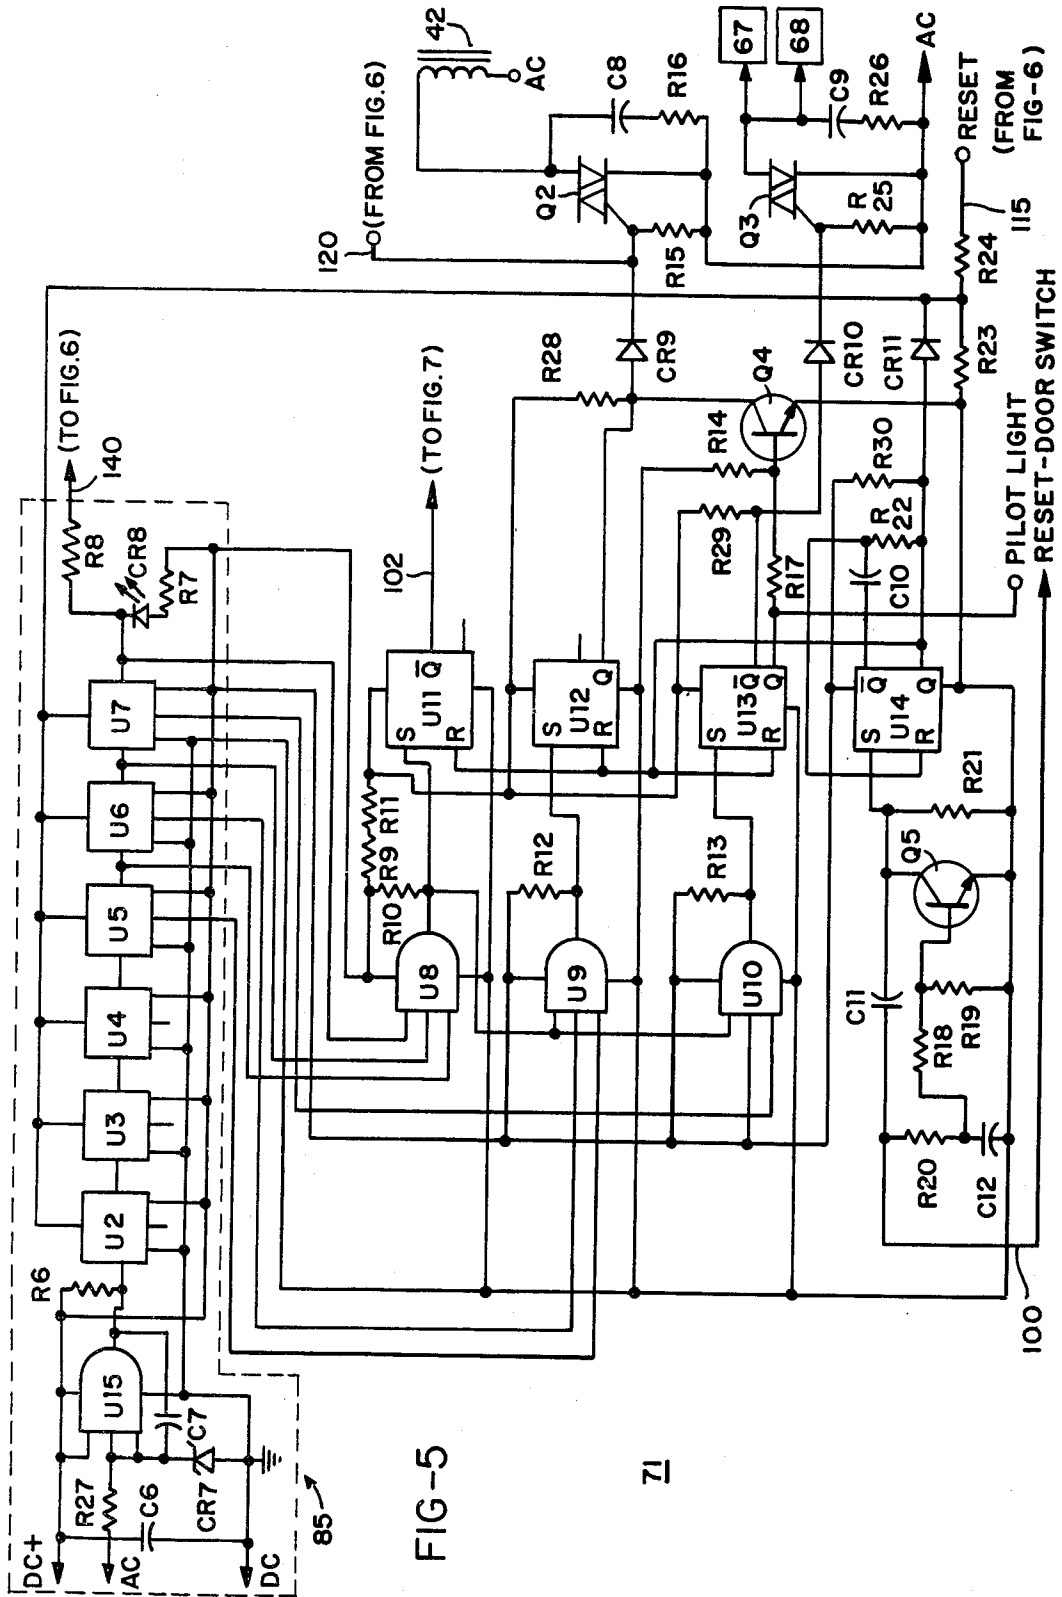 DC+
AC
DC
85
R27
C6
CR7
C7
U15
R6
U2
U3
U4
U5
U6
U7
R8
CR8
R7
140
(TO FIG.6)
FIG-5
71
U8
R10
R9
R11
S
R
U11
Q̅
102
(TO FIG.7)
U9
R12
S
R
U12
Q
R28
CR9
120
(FROM FIG.6)
42
AC
Q2
C8
R16
R15
U10
R13
S
R
U13
Q̅
Q
R29
R14
R17
Q4
CR10
Q3
67
68
C9
R26
R
25
AC
S
R
U14
Q̅
Q
C10
R
22
R30
CR11
R23
R24
115
RESET
(FROM
FIG-6)
C11
R20
C12
R18
R19
Q5
R21
100
PILOT LIGHT
RESET-DOOR SWITCH